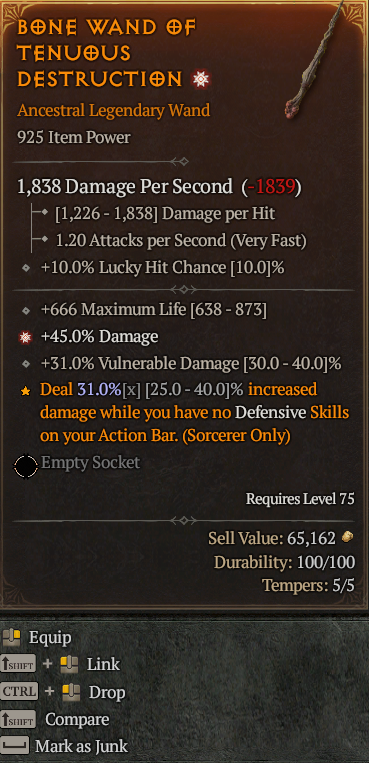 BONE WAND OF
TENUOUS
DESTRUCTION
Ancestral Legendary Wand
925 Item Power
1,838 Damage Per Second (-1839)
[1,226 - 1,838] Damage per Hit
1.20 Attacks per Second (Very Fast)
+10.0% Lucky Hit Chance [10.0]%
+666 Maximum Life [638 - 873]
+45.0% Damage
+31.0% Vulnerable Damage [30.0 - 40.0]%
Deal 31.0%[x] [25.0 - 40.0]% increased
damage while you have no Defensive Skills
on your Action Bar. (Sorcerer Only)
Empty Socket
Requires Level 75
Sell Value: 65,162
Durability: 100/100
Tempers: 5/5
Equip
SHIFT + Link
CTRL + Drop
SHIFT Compare
Mark as Junk